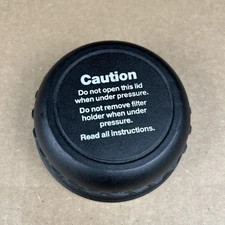 Caution
Do not open this lid
when under pressure.
Do not remove filter
holder when under
pressure.
Read all instructions.